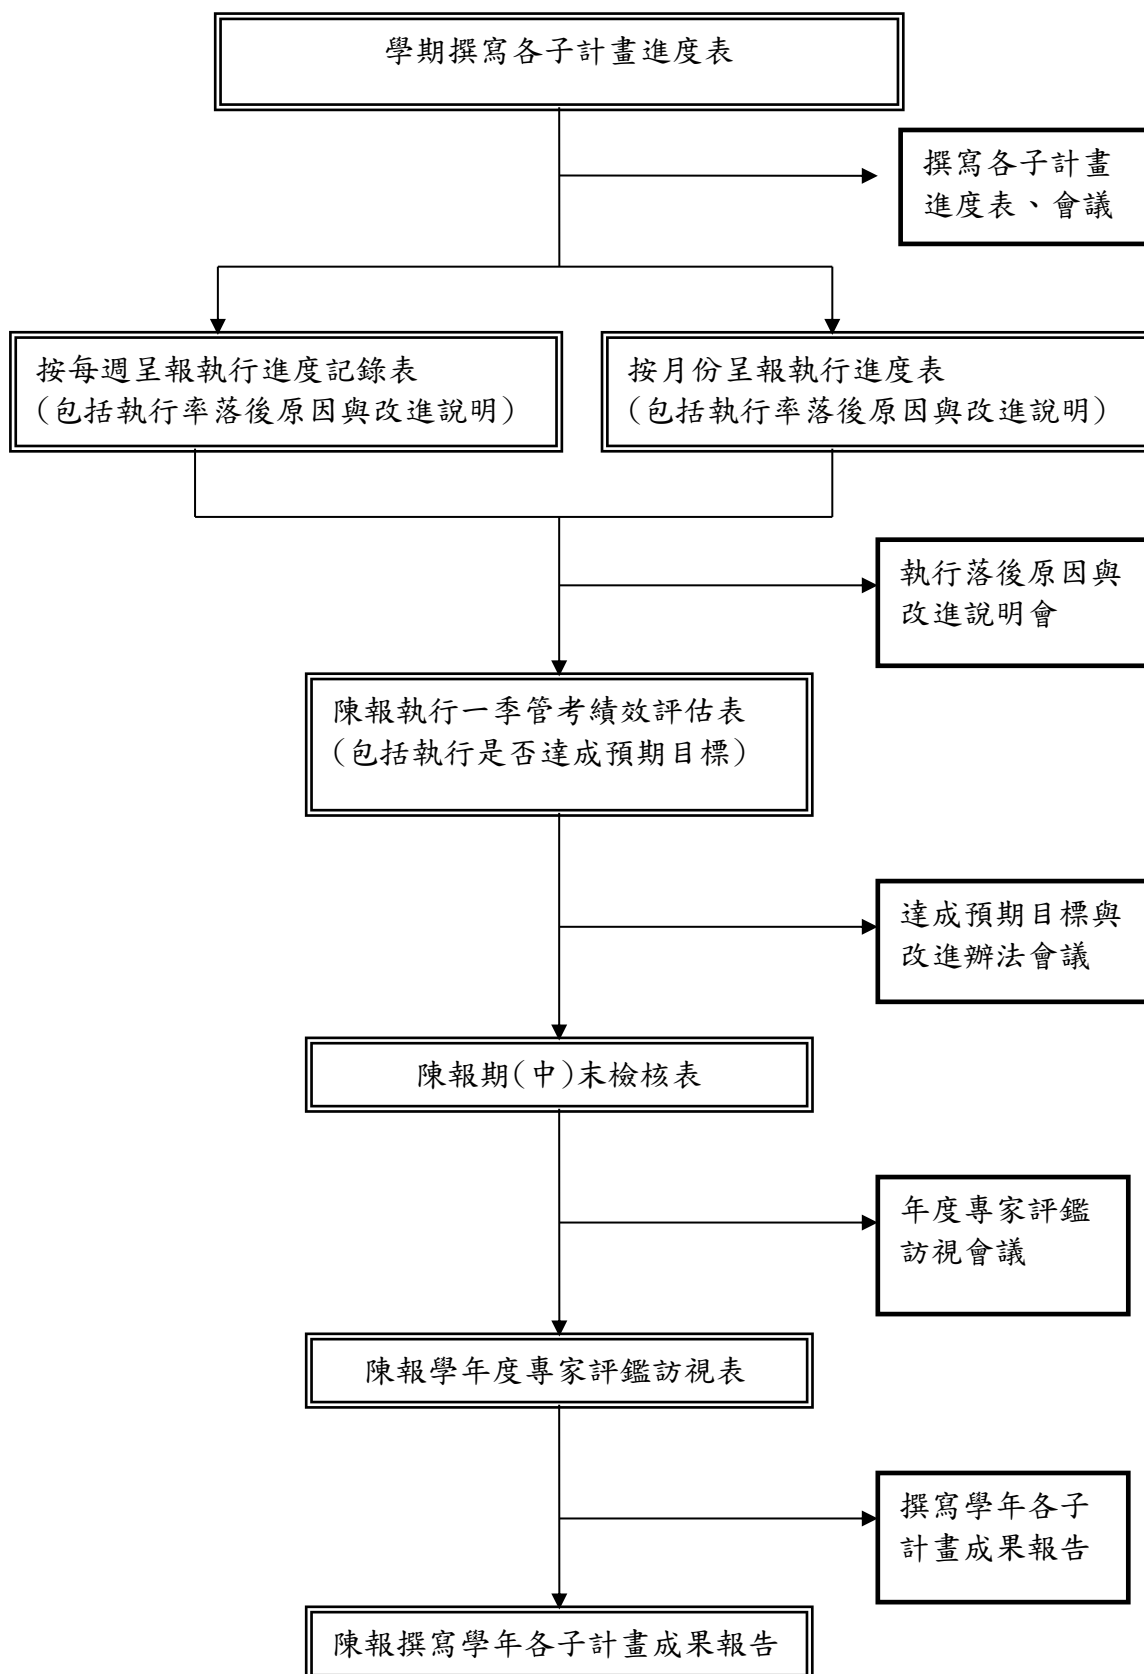 學期撰寫各子計畫進度表
撰寫各子計畫
進度表、會議
按每週呈報執行進度記錄表
(包括執行率落後原因與改進說明)
按月份呈報執行進度表
(包括執行率落後原因與改進說明)
執行落後原因與
改進說明會
陳報執行一季管考績效評估表
(包括執行是否達成預期目標)
達成預期目標與
改進辦法會議
陳報期(中)末檢核表
年度專家評鑑
訪視會議
陳報學年度專家評鑑訪視表
撰寫學年各子
計畫成果報告
陳報撰寫學年各子計畫成果報告